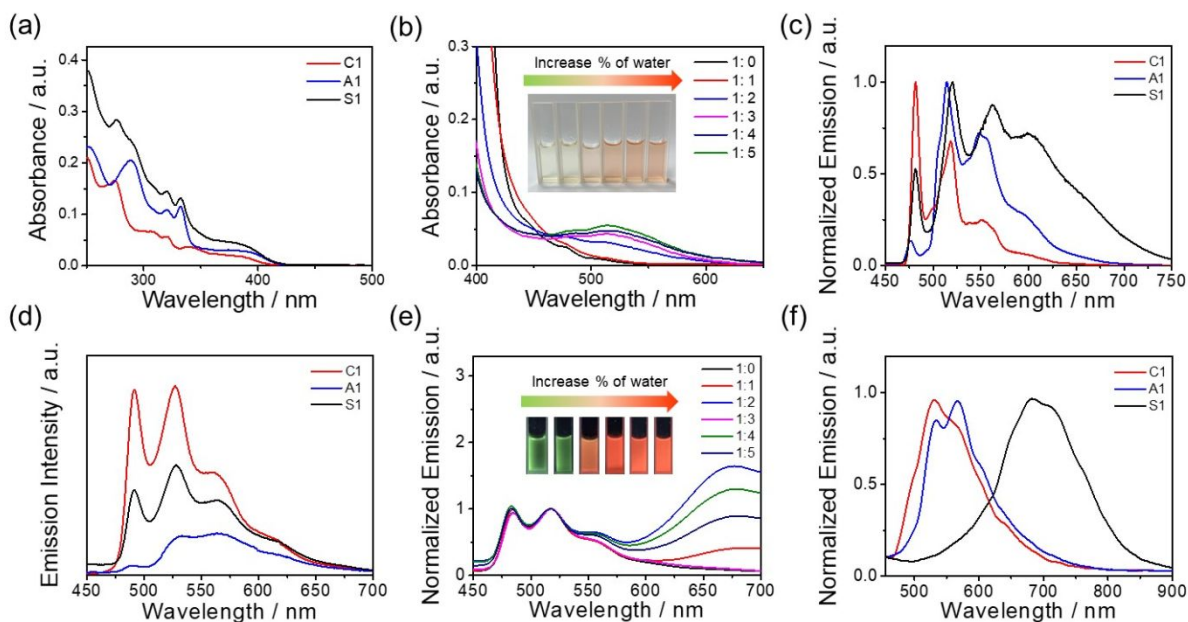 (a)
Absorbance / a.u.
0.4
0.3
0.2
0.1
0.0
300
400
500
Wavelength / nm
C1
A1
S1
(b)
Absorbance / a.u.
0.3
0.2
0.1
0.0
400
500
600
Wavelength / nm
Increase % of water
1: 0
1: 1
1: 2
1: 3
1: 4
1: 5
(c)
Normalized Emission / a.u.
1.0
0.5
0.0
450
500
550
600
650
700
750
Wavelength / nm
C1
A1
S1
(d)
Emission Intensity / a.u.
450
500
550
600
650
700
Wavelength / nm
C1
A1
S1
(e)
Normalized Emission / a.u.
3
2
1
0
450
500
550
600
650
700
Wavelength / nm
Increase % of water
1:0
1:1
1:2
1:3
1:4
1:5
(f)
Normalized Emission / a.u.
1.0
0.5
0.0
500
600
700
800
900
Wavelength / nm
C1
A1
S1